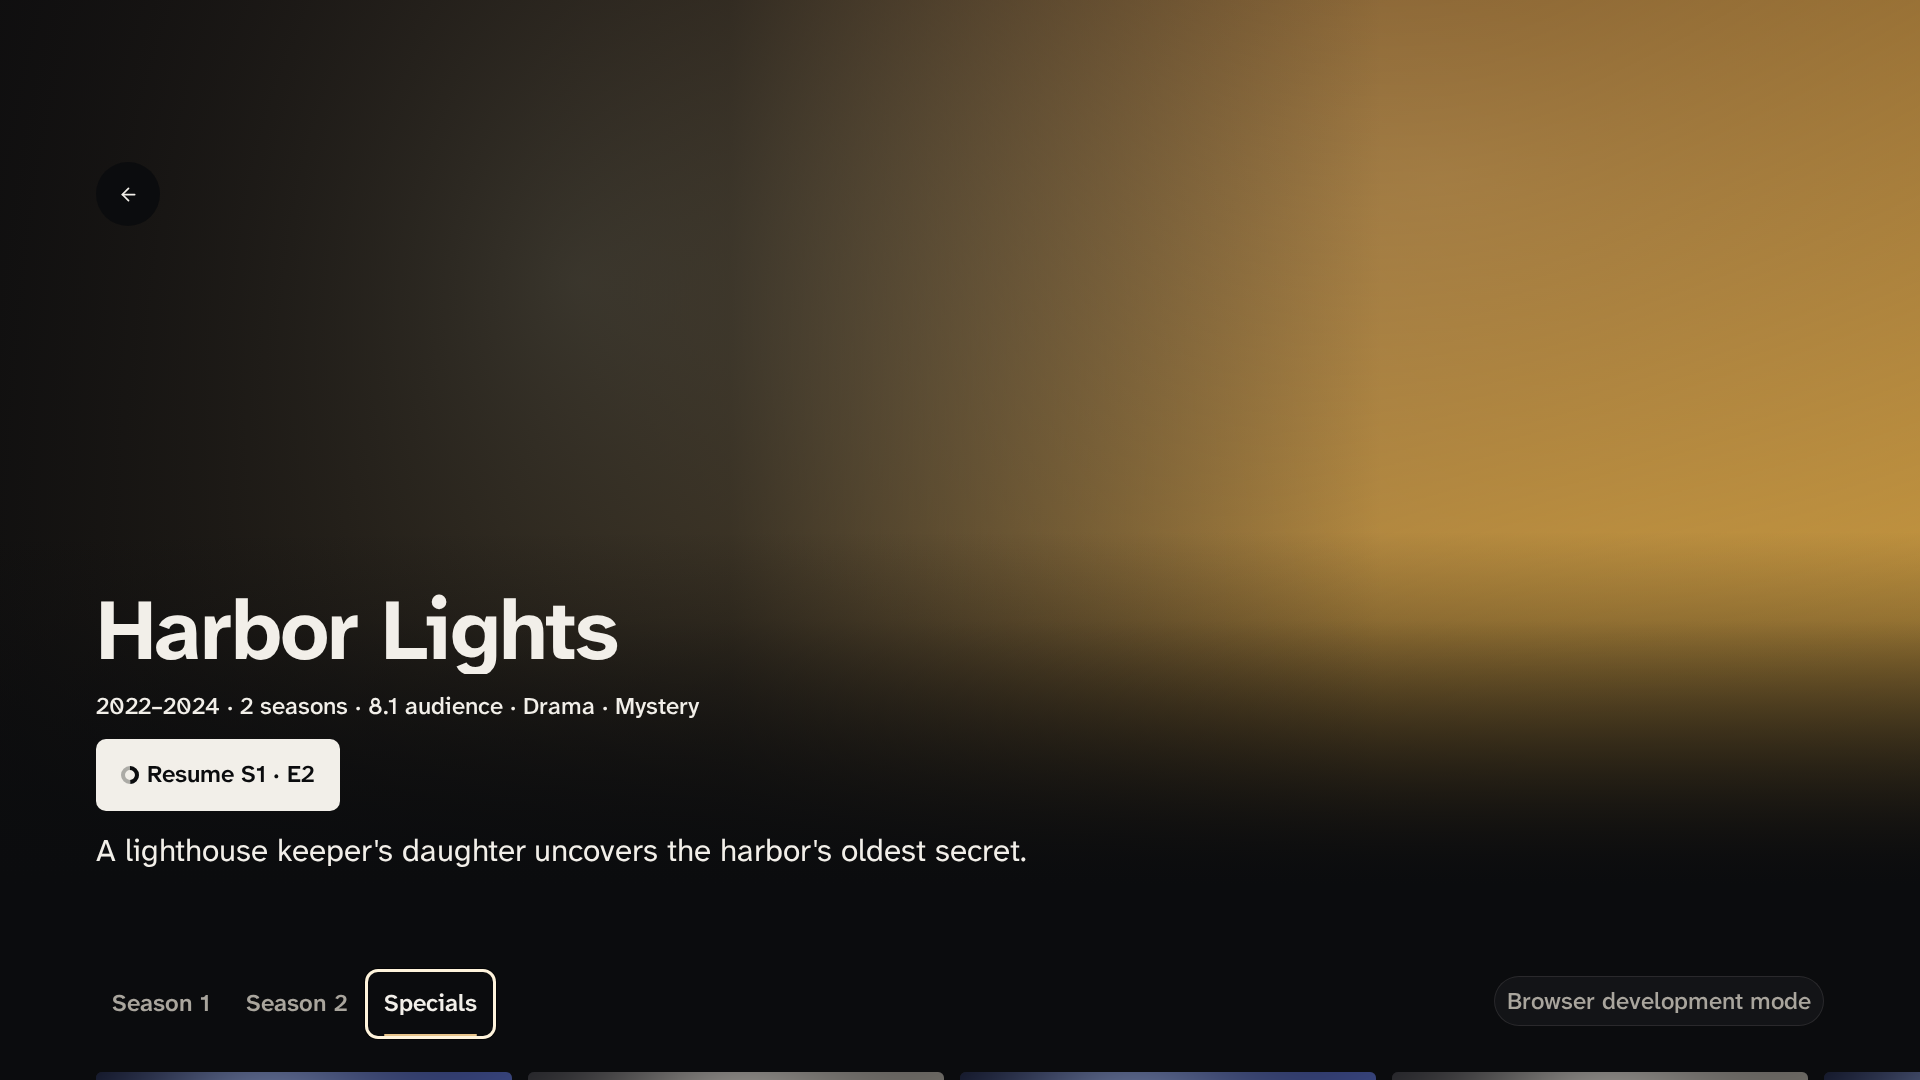 Harbor Lights
2022–2024 · 2 seasons · 8.1 audience · Drama · Mystery
Resume S1 · E2
A lighthouse keeper's daughter uncovers the harbor's oldest secret.
Season 1 Season 2 Specials Browser development mode